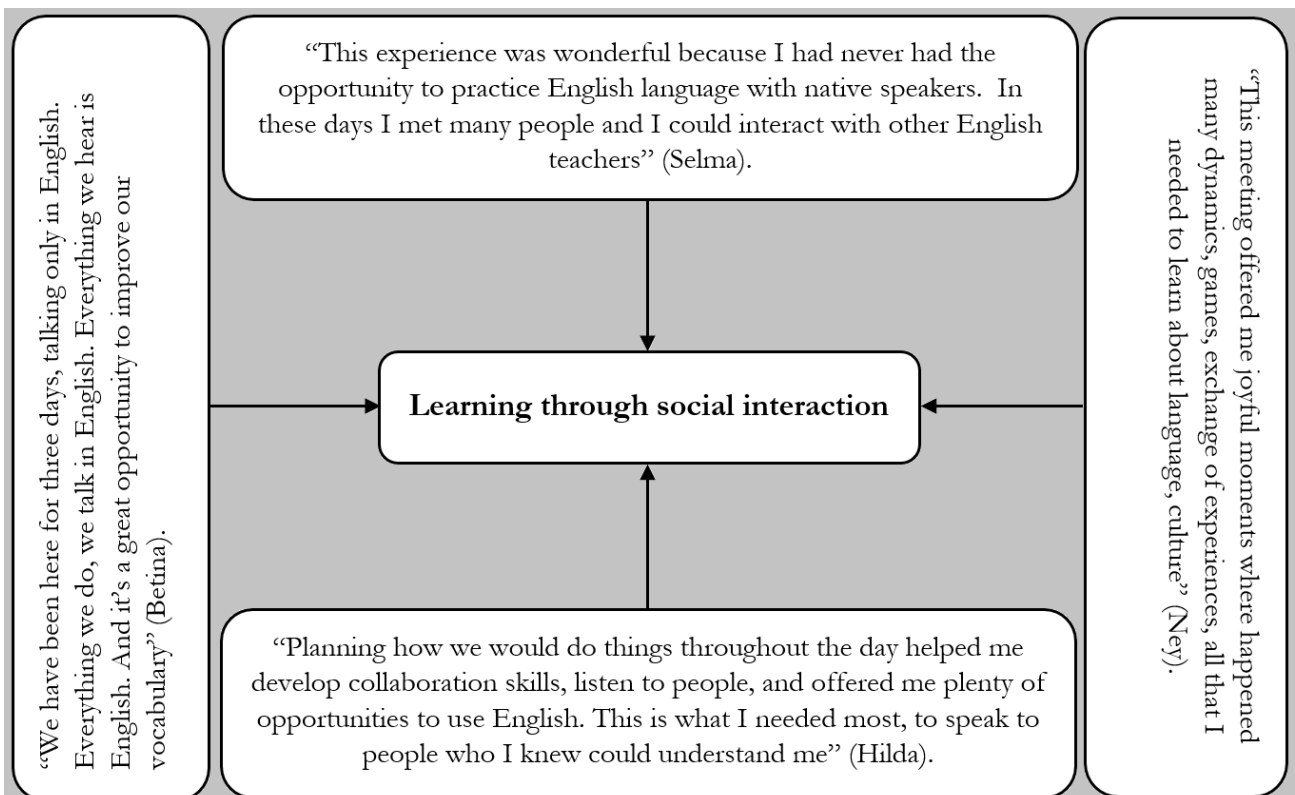 “This experience was wonderful because I had never had the
opportunity to practice English language with native speakers.  In
these days I met many people and I could interact with other English
teachers” (Selma).
“We have been here for three days, talking only in English.
Everything we do, we talk in English. Everything we hear is
English. And it’s a great opportunity to improve our
vocabulary” (Betina).
Learning through social interaction
“This meeting offered me joyful moments where happened
many dynamics, games, exchange of experiences, all that I
needed to learn about language, culture” (Ney).
“Planning how we would do things throughout the day helped me
develop collaboration skills, listen to people, and offered me plenty of
opportunities to use English. This is what I needed most, to speak to
people who I knew could understand me” (Hilda).